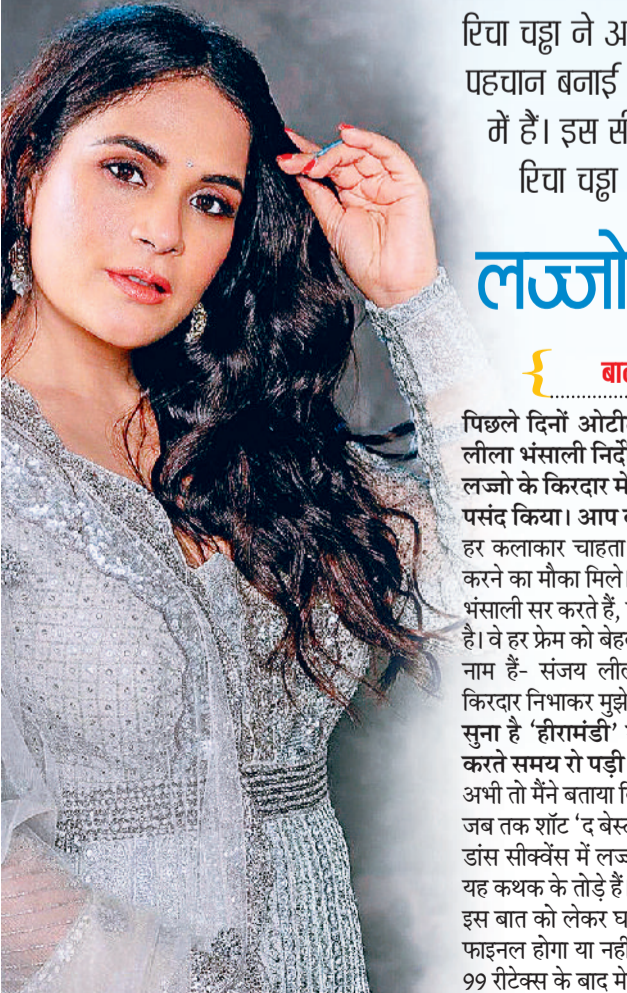 रिचा चड्ढा ने अ
पहचान बनाई
में हैं। इस सी
रिचा चड्ढा
लज्जो
पिछले दिनों ओटी
लीला भंसाली निर्दे
लज्जो के किरदार में
पसंद किया। आप
हर कलाकार चाहता
करने का मौका मिले।
भंसाली सर करते हैं,
है। वे हर फ्रेम को बेह
नाम हैं- संजय लील
किरदार निभाकर मुझे
सुना है ‘हीरामंडी’
करते समय रो पड़ी
अभी तो मैंने बताया
जब तक शॉट ‘द बेस्ट
डांस सीक्वेंस में लज्
यह कथक के तोड़े हैं।
इस बात को लेकर घ
फाइनल होगा या नही
99 रीटेक्स के बाद मे